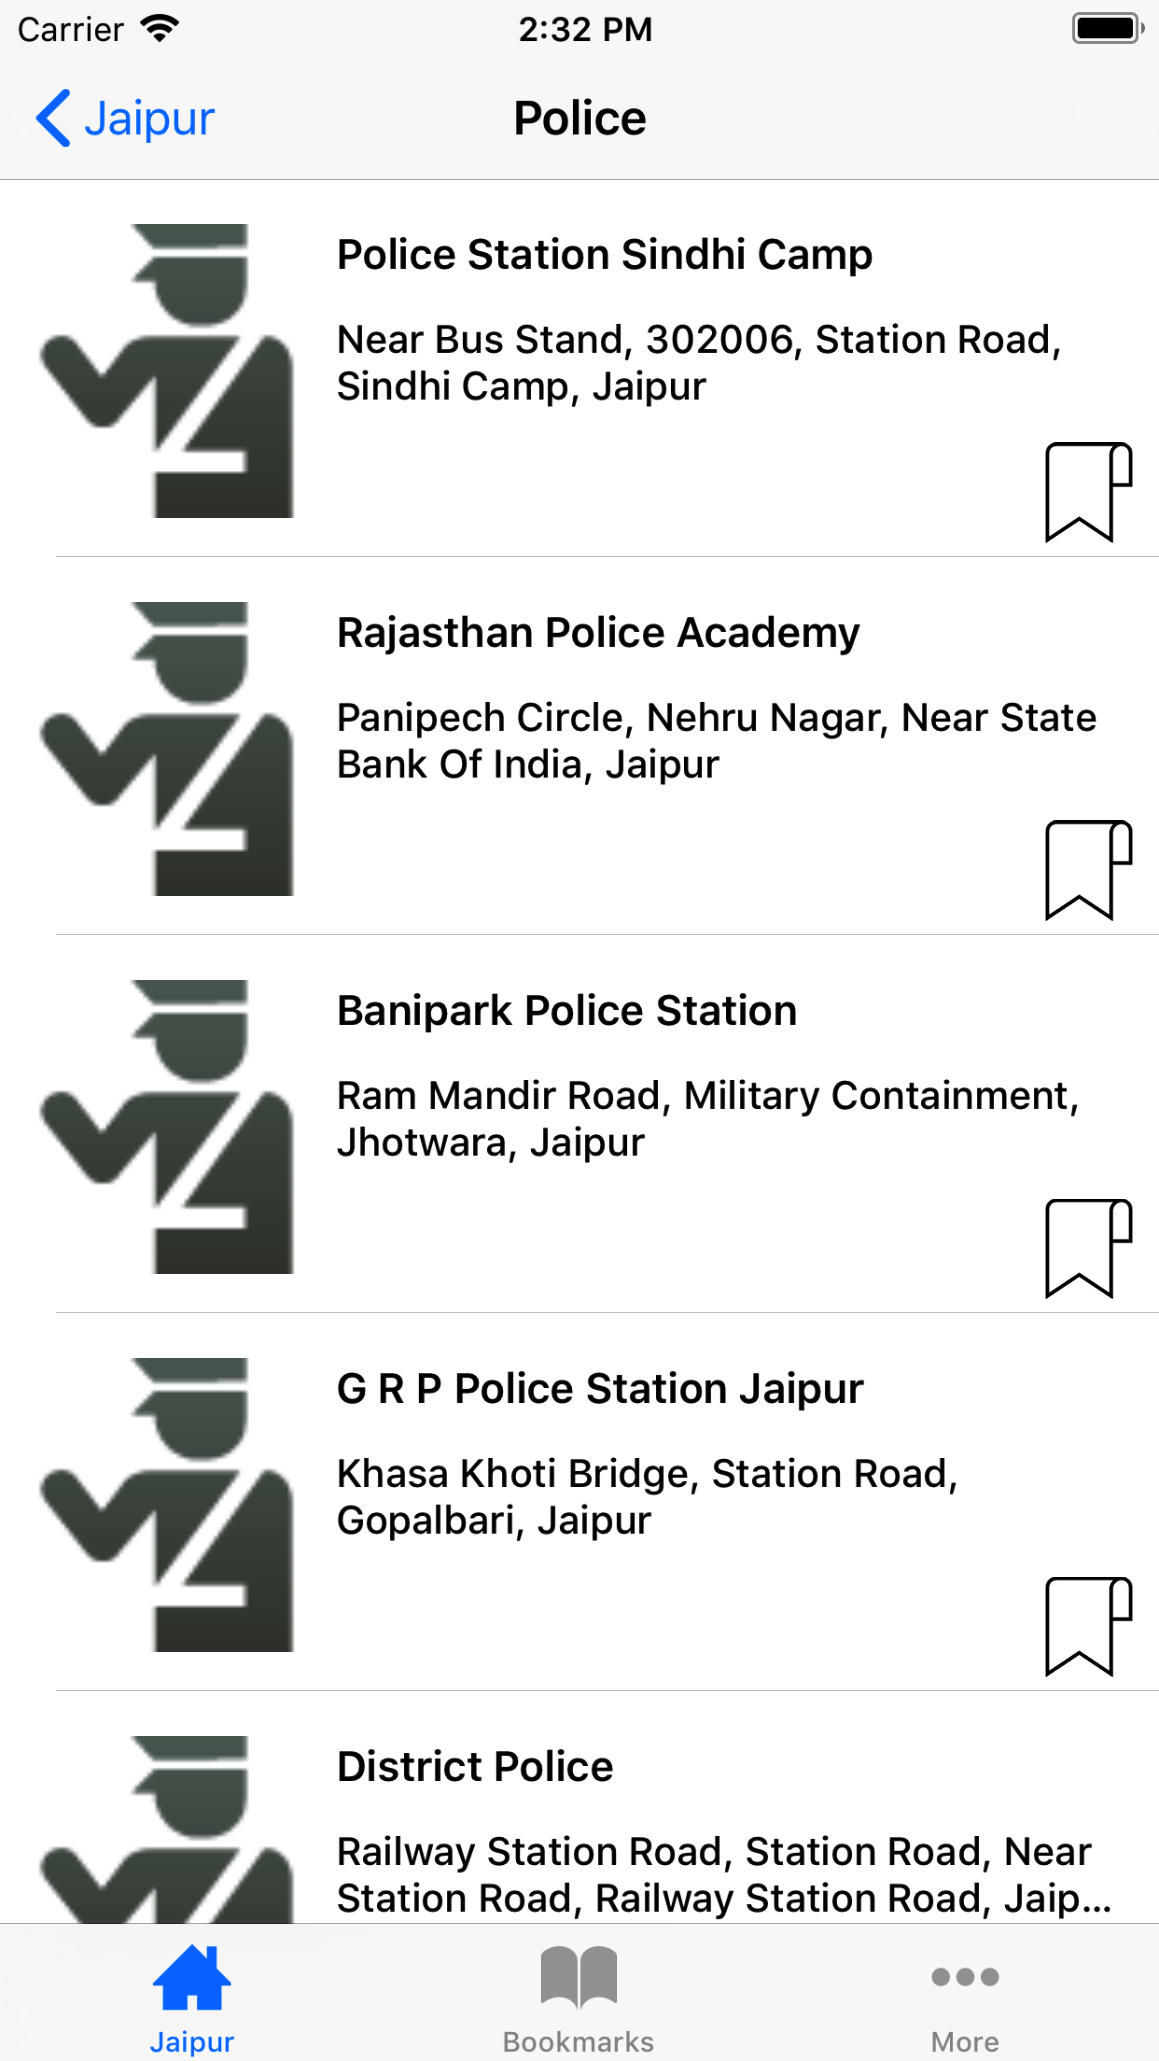 Carrier 2:32 PM
Jaipur Police
Police Station Sindhi Camp
Near Bus Stand, 302006, Station Road,
Sindhi Camp, Jaipur
Rajasthan Police Academy
Panipech Circle, Nehru Nagar, Near State
Bank Of India, Jaipur
Banipark Police Station
Ram Mandir Road, Military Containment,
Jhotwara, Jaipur
G R P Police Station Jaipur
Khasa Khoti Bridge, Station Road,
Gopalbari, Jaipur
District Police
Railway Station Road, Station Road, Near
Station Road, Railway Station Road, Jaip...
Jaipur Bookmarks More